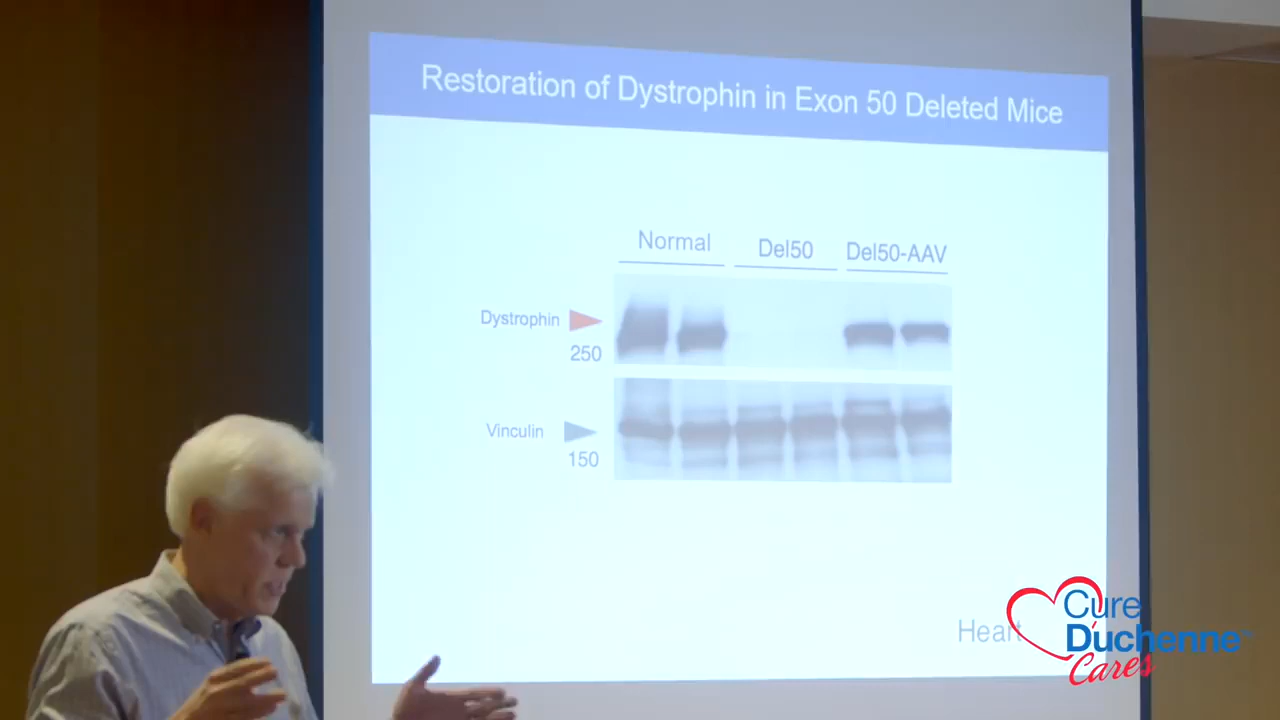 Restoration of Dystrophin in Exon 50 Deleted Mice
Normal Del50 Del50-AAV
Dystrophin
250
Vinculin
150
Heart
Cure
Duchenne
Cares